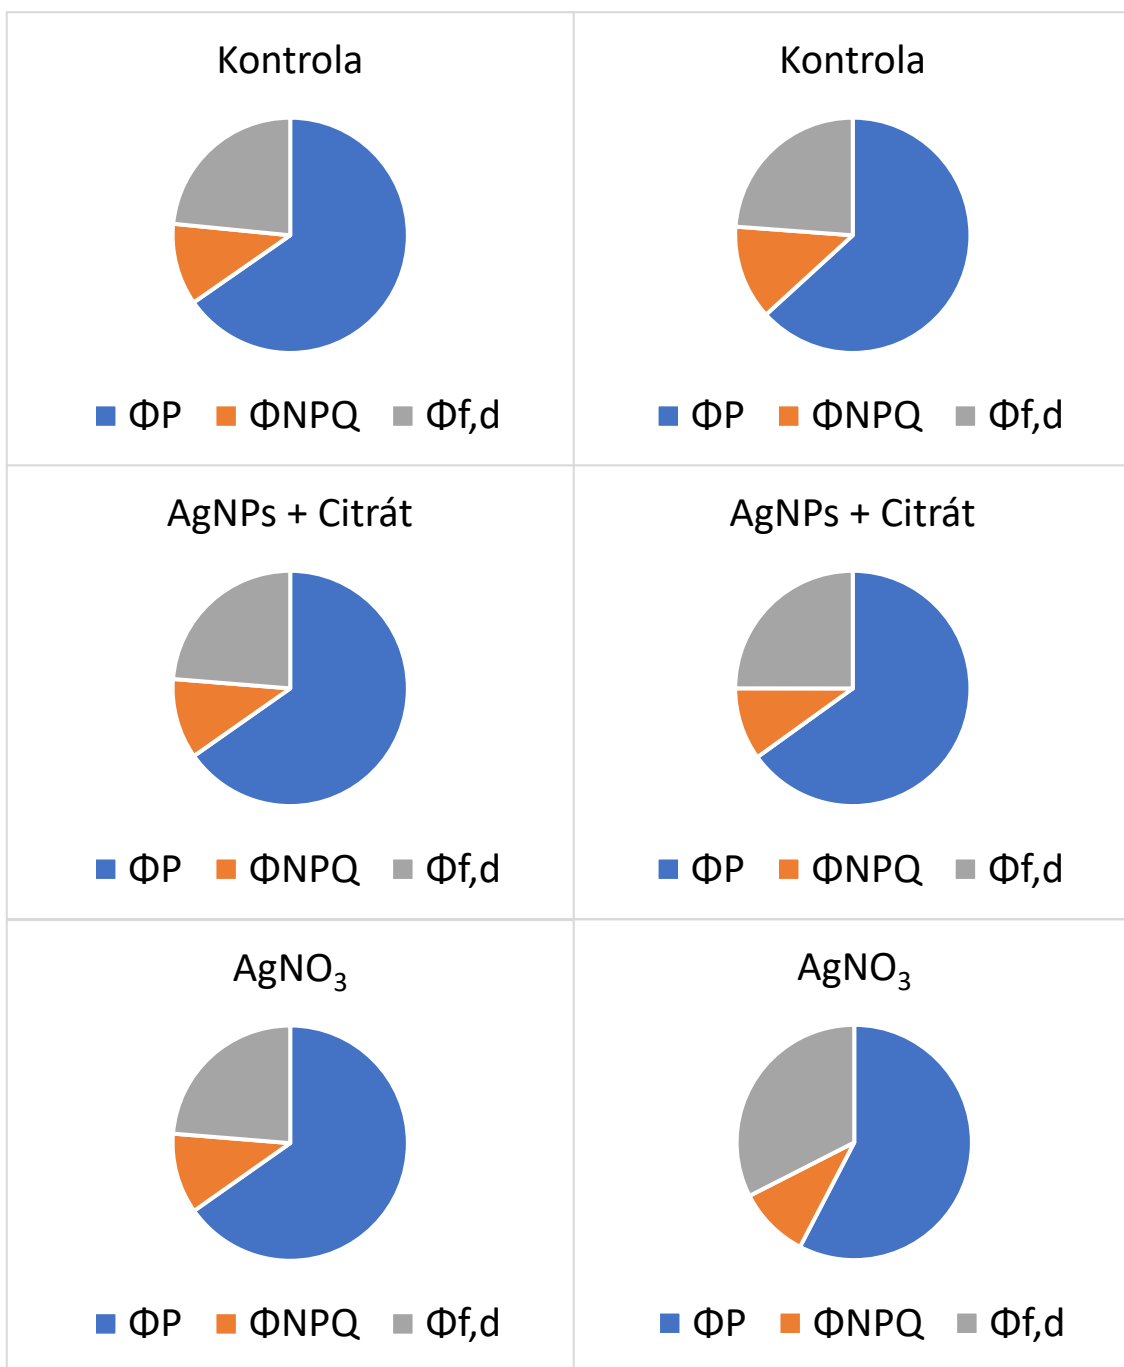 Kontrola
ΦP ΦNPQ Φf,d
Kontrola
ΦP ΦNPQ Φf,d
AgNPs + Citrát
ΦP ΦNPQ Φf,d
AgNPs + Citrát
ΦP ΦNPQ Φf,d
AgNO₃
ΦP ΦNPQ Φf,d
AgNO₃
ΦP ΦNPQ Φf,d